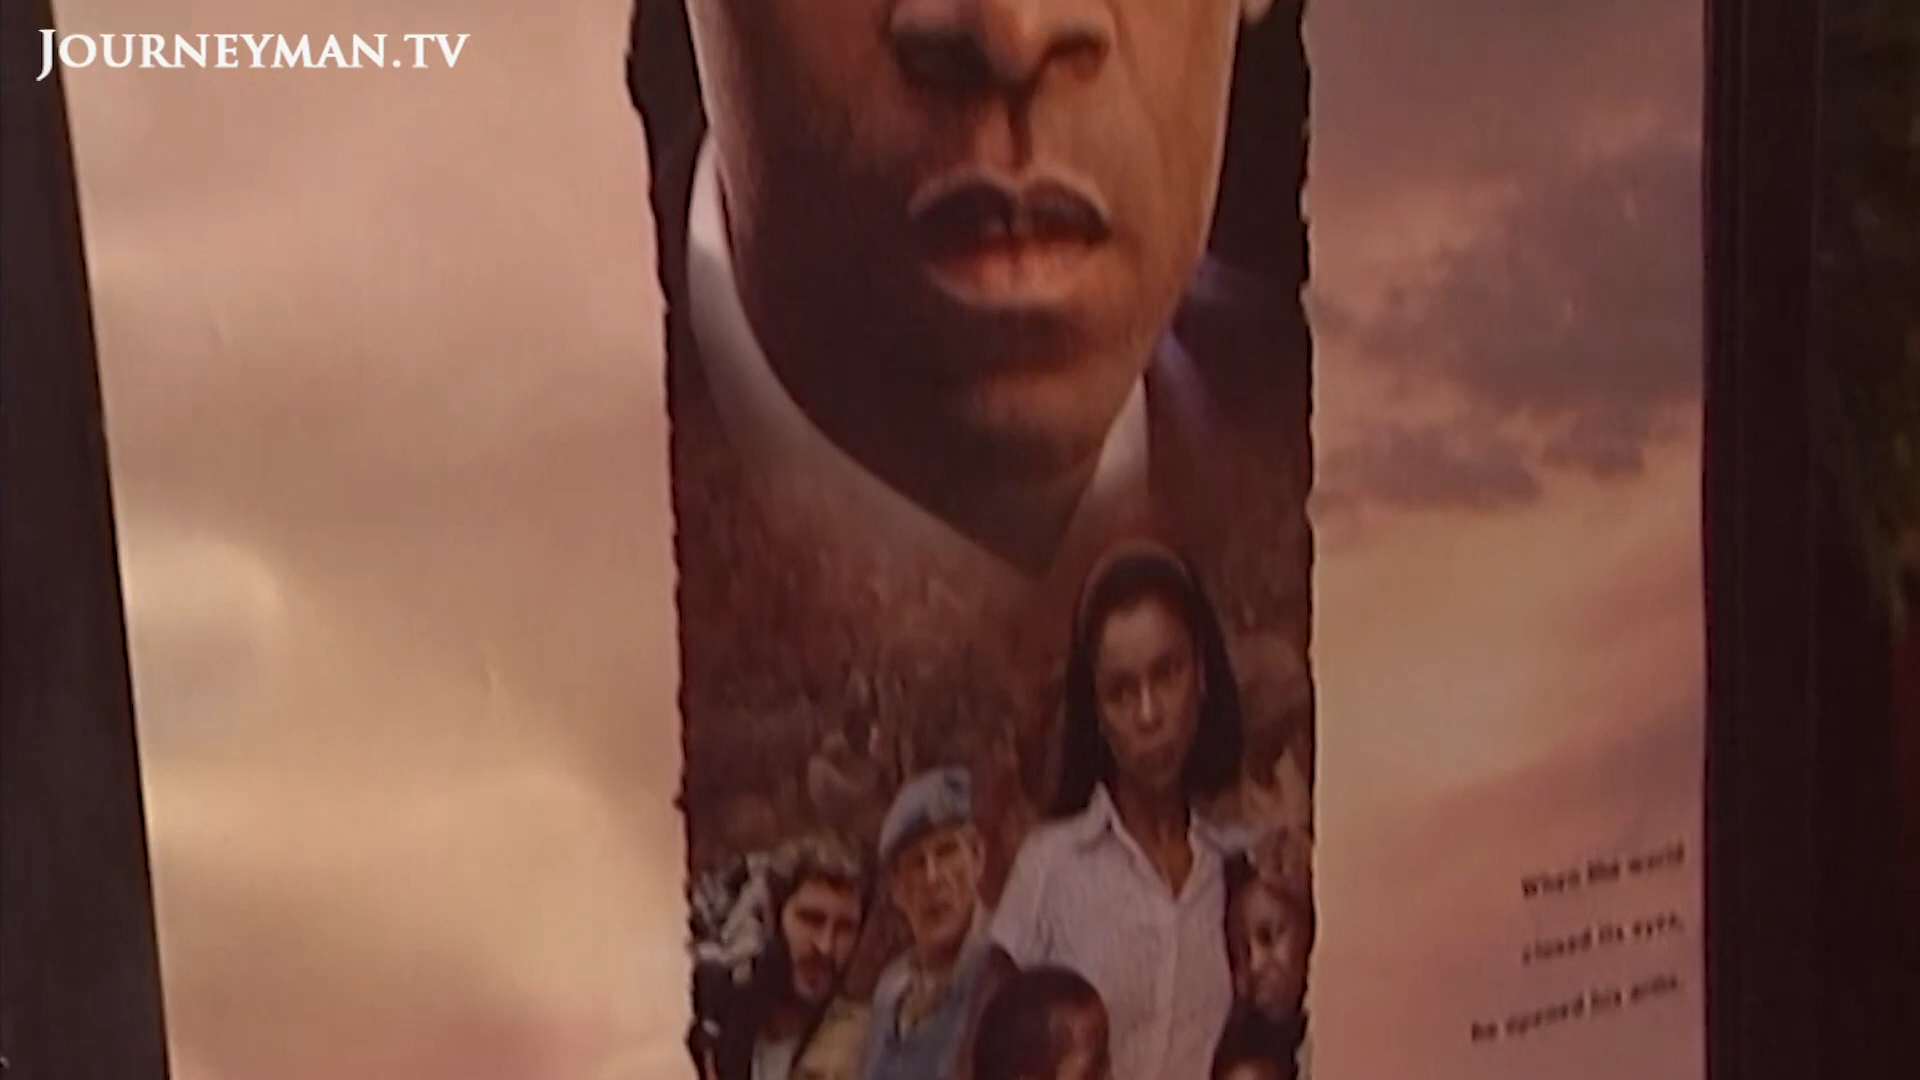 JOURNEYMAN.TV
When the world
closed its eyes,
he opened his arms.